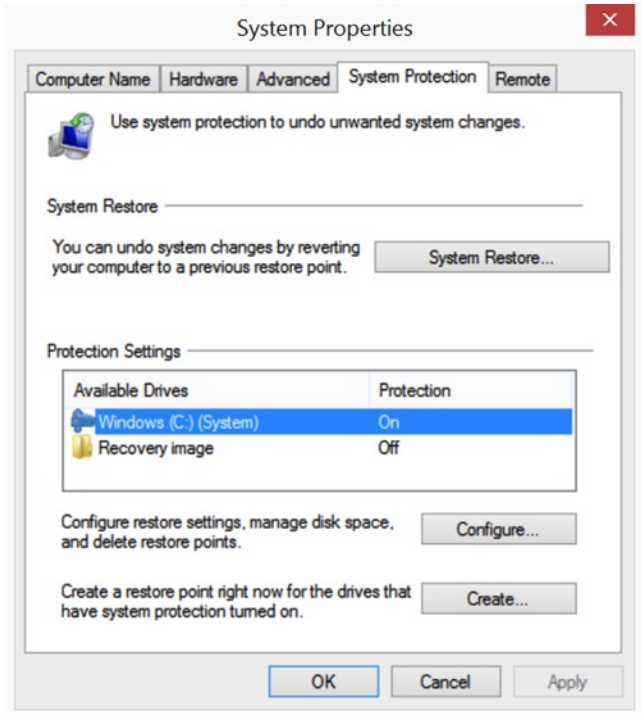 System Properties
Computer Name Hardware Advanced System Protection Remote
Use system protection to undo unwanted system changes.
System Restore
You can undo system changes by reverting
your computer to a previous restore point.
System Restore...
Protection Settings
Available Drives Protection
Windows (C:) (System) On
Recovery image Off
Configure restore settings, manage disk space,
and delete restore points.
Configure...
Create a restore point right now for the drives that
have system protection turned on.
Create...
OK Cancel Apply